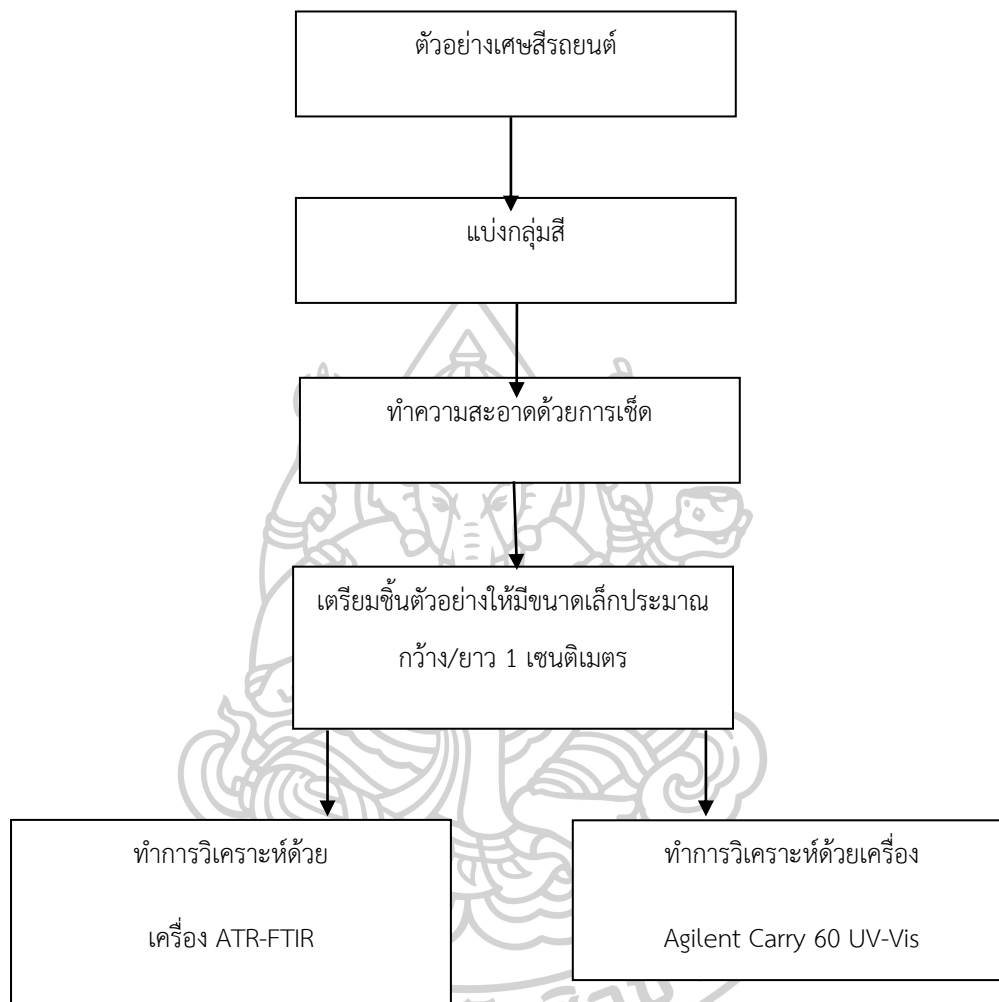 ตัวอย่างเศษสีรถยนต์
แบ่งกลุ่มสี
ทำความสะอาดด้วยการเช็ด
เตรียมชิ้นตัวอย่างให้มีขนาดเล็กประมาณ
กว้าง/ยาว 1 เซนติเมตร
ทำการวิเคราะห์ด้วย
เครื่อง ATR-FTIR
ทำการวิเคราะห์ด้วยเครื่อง
Agilent Carry 60 UV-Vis